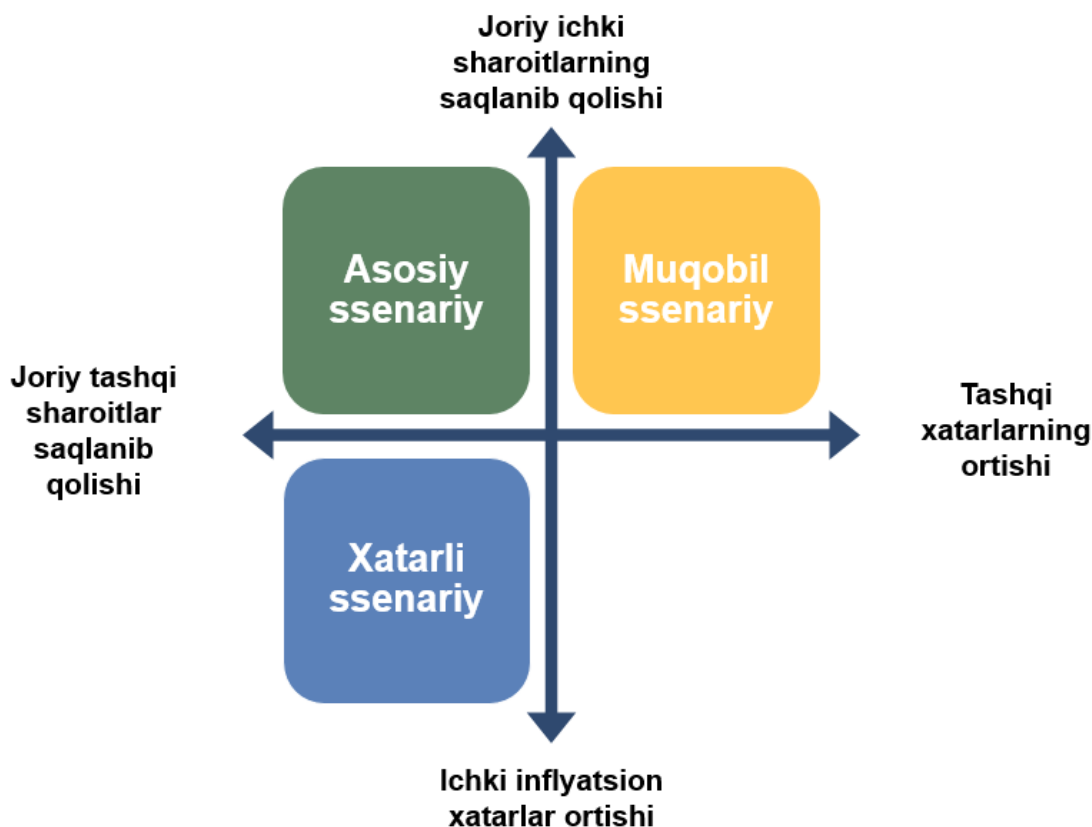 Joriy ichki
sharoitlarning
saqlanib qolishi
Asosiy
ssenariy
Muqobil
ssenariy
Joriy tashqi
sharoitlar
saqlanib
qolishi
Tashqi
xatarlarning
ortishi
Xatarli
ssenariy
Ichki inflyatsion
xatarlar ortishi